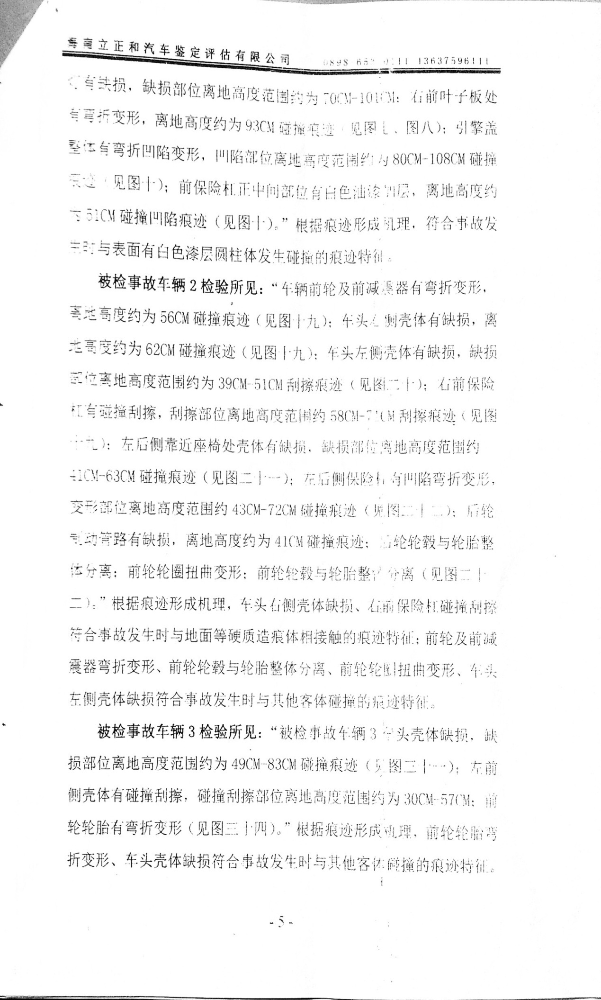 海南立正和汽车鉴定评估有限公司 0898 65 0111 13637596111
有缺损，缺损部位离地高度范围约为70CM-101CM；右前叶子板处
有弯折变形，离地高度约为93CM碰撞痕迹（见图七、图八）；引擎盖
整体有弯折凹陷变形，凹陷部位离地高度范围约为80CM-108CM碰撞
痕迹（见图十）；前保险杠正中间部位有白色油漆 层，离地高度约
为51CM碰撞凹陷痕迹（见图十）。”根据痕迹形成机理，符合事故发
生时与表面有白色漆层圆柱体发生碰撞的痕迹特征。
被检事故车辆2检验所见：“车辆前轮及前减震器有弯折变形，
离地高度约为56CM碰撞痕迹（见图十九）；车头右侧壳体有缺损，离
地高度约为62CM碰撞痕迹（见图十九）；车头左侧壳体有缺损，缺损
部位离地高度范围约为39CM-51CM刮擦痕迹（见图二十）；右前保险
杠有碰撞刮擦，刮擦部位离地高度范围约58CM-71CM刮擦痕迹（见图
十九）；左后侧靠近座椅处壳体有缺损，缺损部位离地高度范围约
41CM-63CM碰撞痕迹（见图二十一）；左后侧保险杠有凹陷弯折变形，
变形部位离地高度范围约43CM-72CM碰撞痕迹（见图二十二）；后轮
制动管路有缺损，离地高度约为41CM碰撞痕迹；后轮轮毂与轮胎整
体分离；前轮轮圈扭曲变形；前轮轮毂与轮胎整体分离（见图二十
二）。”根据痕迹形成机理，车头右侧壳体缺损、右前保险杠碰撞刮擦
符合事故发生时与地面等硬质造痕体相接触的痕迹特征；前轮及前减
震器弯折变形、前轮轮毂与轮胎整体分离、前轮轮圈扭曲变形、车头
左侧壳体缺损符合事故发生时与其他客体碰撞的痕迹特征。
被检事故车辆3检验所见：“被检事故车辆3车头壳体缺损，缺
损部位离地高度范围约为49CM-83CM碰撞痕迹（见图三十一）；左前
侧壳体有碰撞刮擦，碰撞刮擦部位离地高度范围约为30CM-57CM；前
轮轮胎有弯折变形（见图三十四）。”根据痕迹形成机理，前轮轮胎弯
折变形、车头壳体缺损符合事故发生时与其他客体碰撞的痕迹特征。
- 5 -